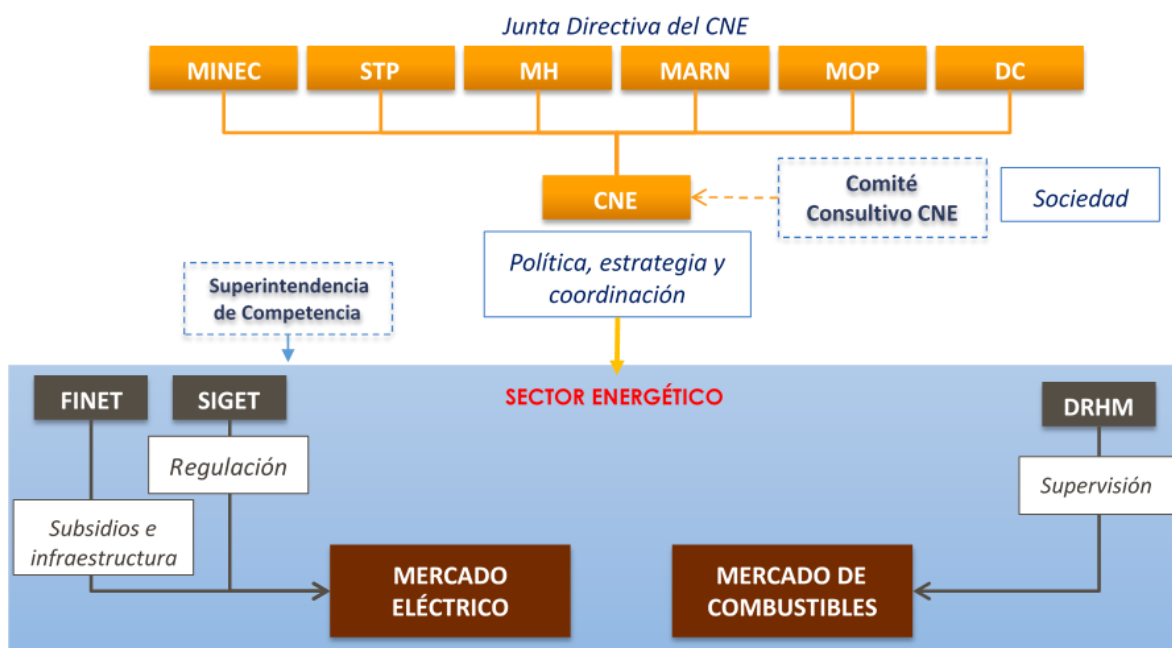 Junta Directiva del CNE
MINEC
STP
MH
MARN
MOP
DC
CNE
Comité
Consultivo CNE
Sociedad
Política, estrategia y
coordinación
Superintendencia
de Competencia
SECTOR ENERGÉTICO
FINET
SIGET
DRHM
Regulación
Supervisión
Subsidios e
infraestructura
MERCADO
ELÉCTRICO
MERCADO DE
COMBUSTIBLES